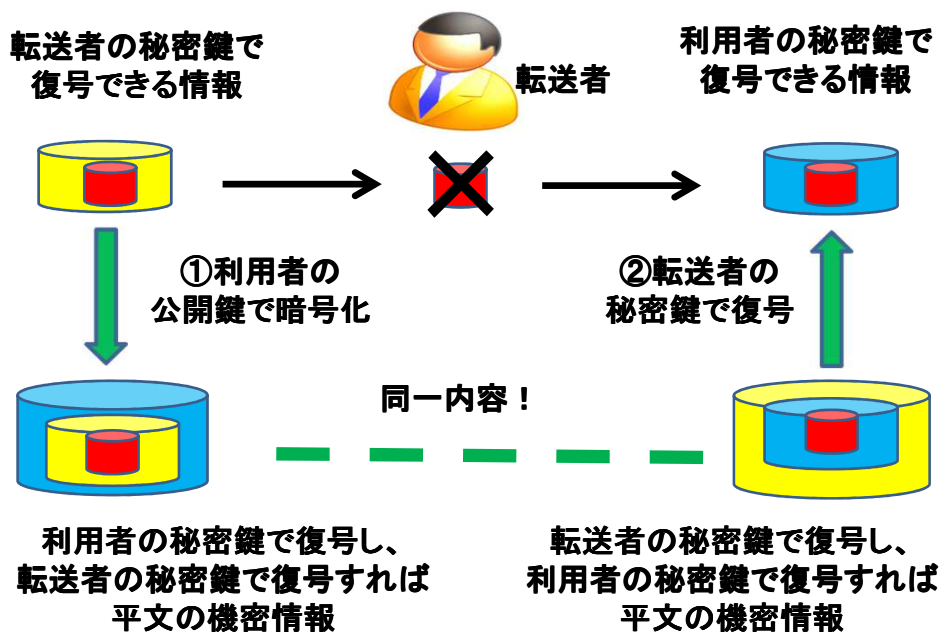 転送者の秘密鍵で
復号できる情報
転送者
利用者の秘密鍵で
復号できる情報
①利用者の
公開鍵で暗号化
②転送者の
秘密鍵で復号
同一内容！
利用者の秘密鍵で復号し、
転送者の秘密鍵で復号すれば
平文の機密情報
転送者の秘密鍵で復号し、
利用者の秘密鍵で復号すれば
平文の機密情報